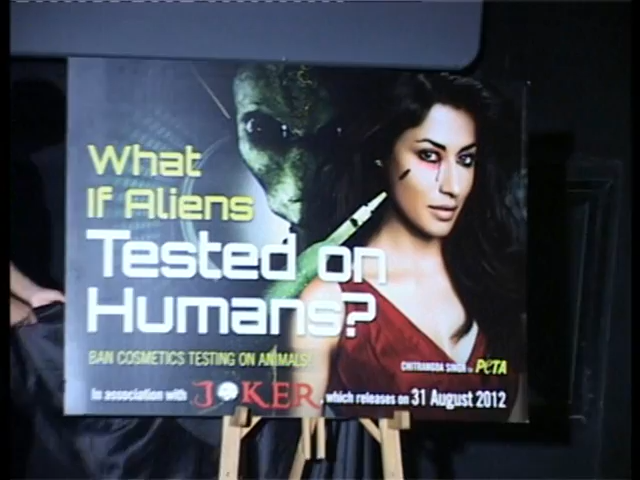 What
If Aliens
Tested on
Humans?
BAN COSMETICS TESTING ON ANIMALS!
CHITRANGDA SINGH for PETA
In association with JOKER which releases on 31 August 2012